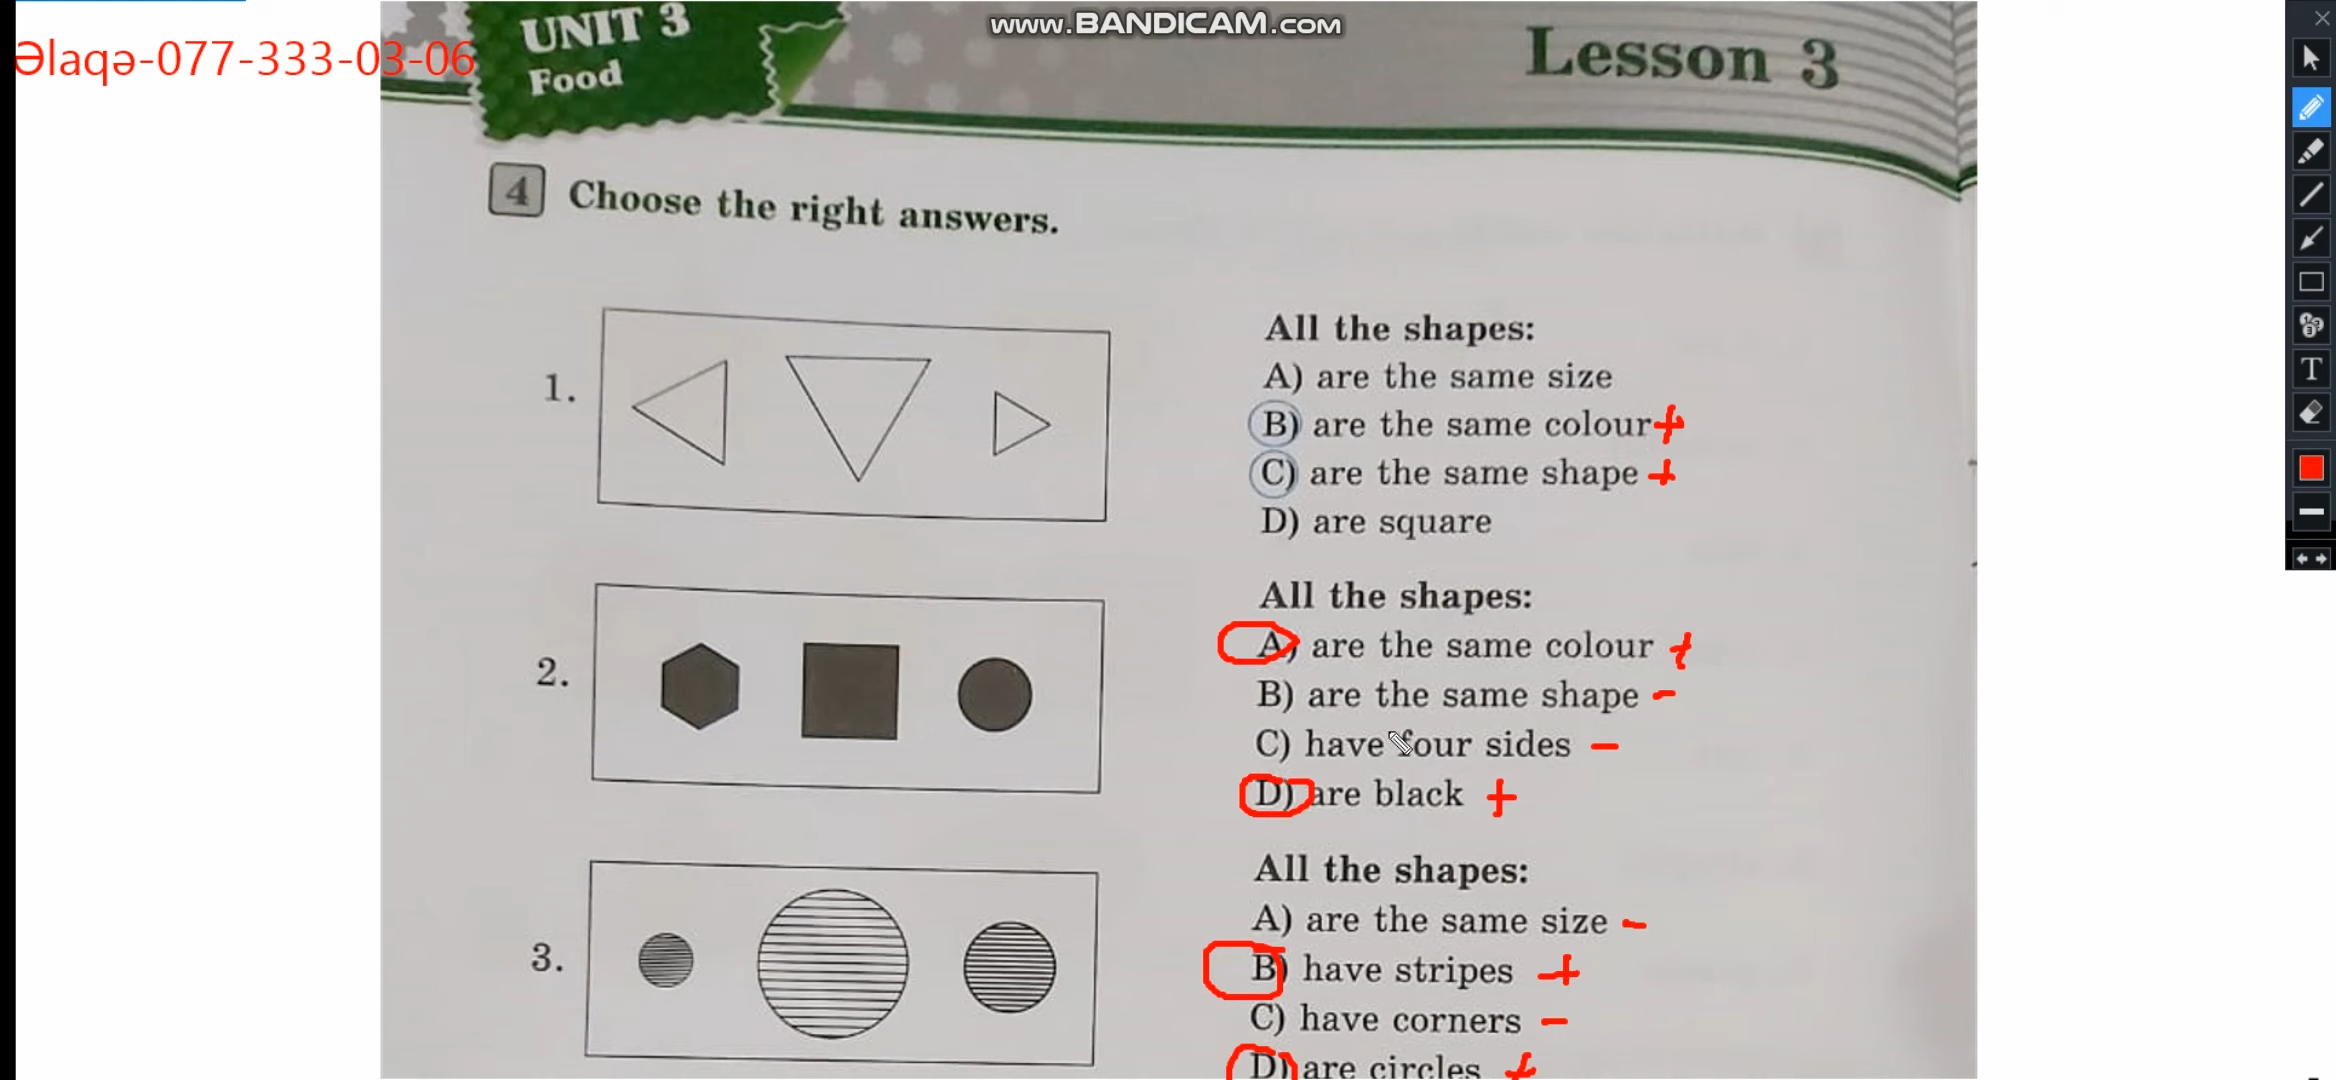 www.BANDICAM.com
Əlaqə-077-333-03-06
UNIT 3
Food
Lesson 3
4 Choose the right answers.
1.
All the shapes:
A) are the same size
B) are the same colour +
C) are the same shape +
D) are square
2.
All the shapes:
A) are the same colour +
B) are the same shape -
C) have four sides -
D) are black +
3.
All the shapes:
A) are the same size -
B) have stripes +
C) have corners -
D) are circles +
T